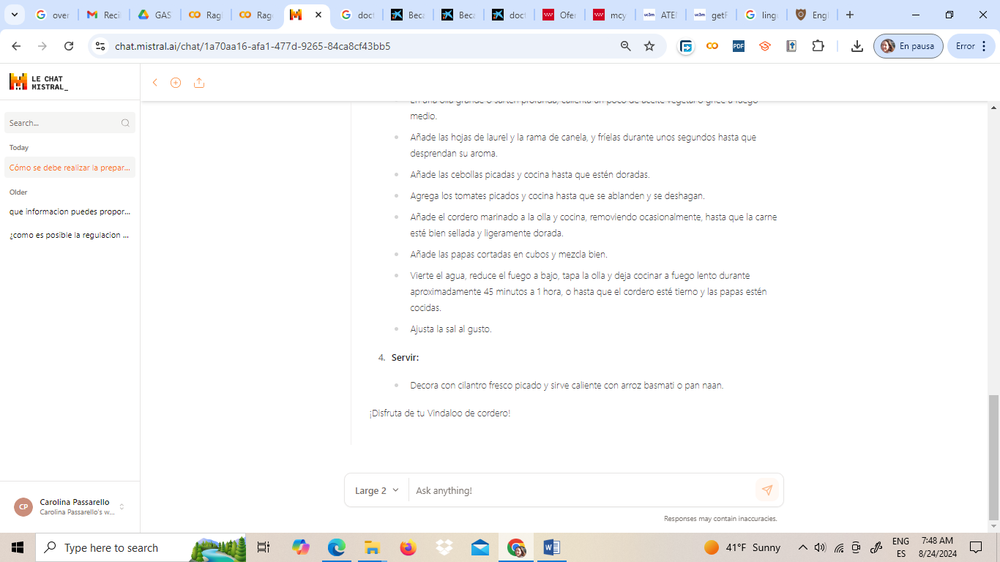 over
Reci
GAS
Rag
Rag
doct
Beca
Beca
doct
Ofer
mcy
ATE
getF
ling
Engl
chat.mistral.ai/chat/1a70aa16-afa1-477d-9265-84ca8cf43bb5
PDF
En pausa
Error
LE CHAT
MISTRAL_
Search...
Today
Cómo se debe realizar la prepar...
Older
que informacion puedes propor...
¿como es posible la regulacion ...
En una olla grande o sartén profunda, calienta un poco de aceite vegetal o ghee a fuego
medio.
Añade las hojas de laurel y la rama de canela, y fríelas durante unos segundos hasta que
desprendan su aroma.
Añade las cebollas picadas y cocina hasta que estén doradas.
Agrega los tomates picados y cocina hasta que se ablanden y se deshagan.
Añade el cordero marinado a la olla y cocina, removiendo ocasionalmente, hasta que la carne
esté bien sellada y ligeramente dorada.
Añade las papas cortadas en cubos y mezcla bien.
Vierte el agua, reduce el fuego a bajo, tapa la olla y deja cocinar a fuego lento durante
aproximadamente 45 minutos a 1 hora, o hasta que el cordero esté tierno y las papas estén
cocidas.
Ajusta la sal al gusto.
4. Servir:
Decora con cilantro fresco picado y sirve caliente con arroz basmati o pan naan.
¡Disfruta de tu Vindaloo de cordero!
Large 2
Ask anything!
Responses may contain inaccuracies.
CP
Carolina Passarello
Carolina Passarello's w...
Type here to search
41°F Sunny
ENG
ES
7:48 AM
8/24/2024